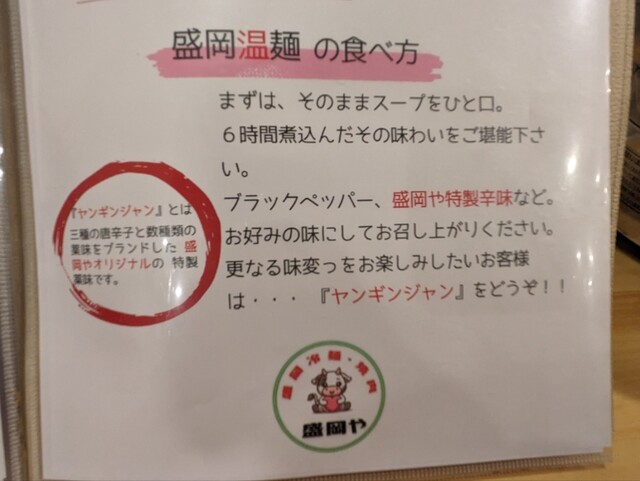 盛岡温麺 の食べ方
まずは、そのままスープをひと口。
６時間煮込んだその味わいをご堪能下さ
い。
ブラックペッパー、盛岡や特製辛味など。
お好みの味にしてお召し上がりください。
更なる味変っをお楽しみしたいお客様
は・・・ 『ヤンギンジャン』をどうぞ！！
『ヤンギンジャン』とは
三種の唐辛子と数種類の
薬味をブランドした 盛
岡やオリジナルの 特製
薬味です。
盛岡冷麺・焼肉
盛岡や